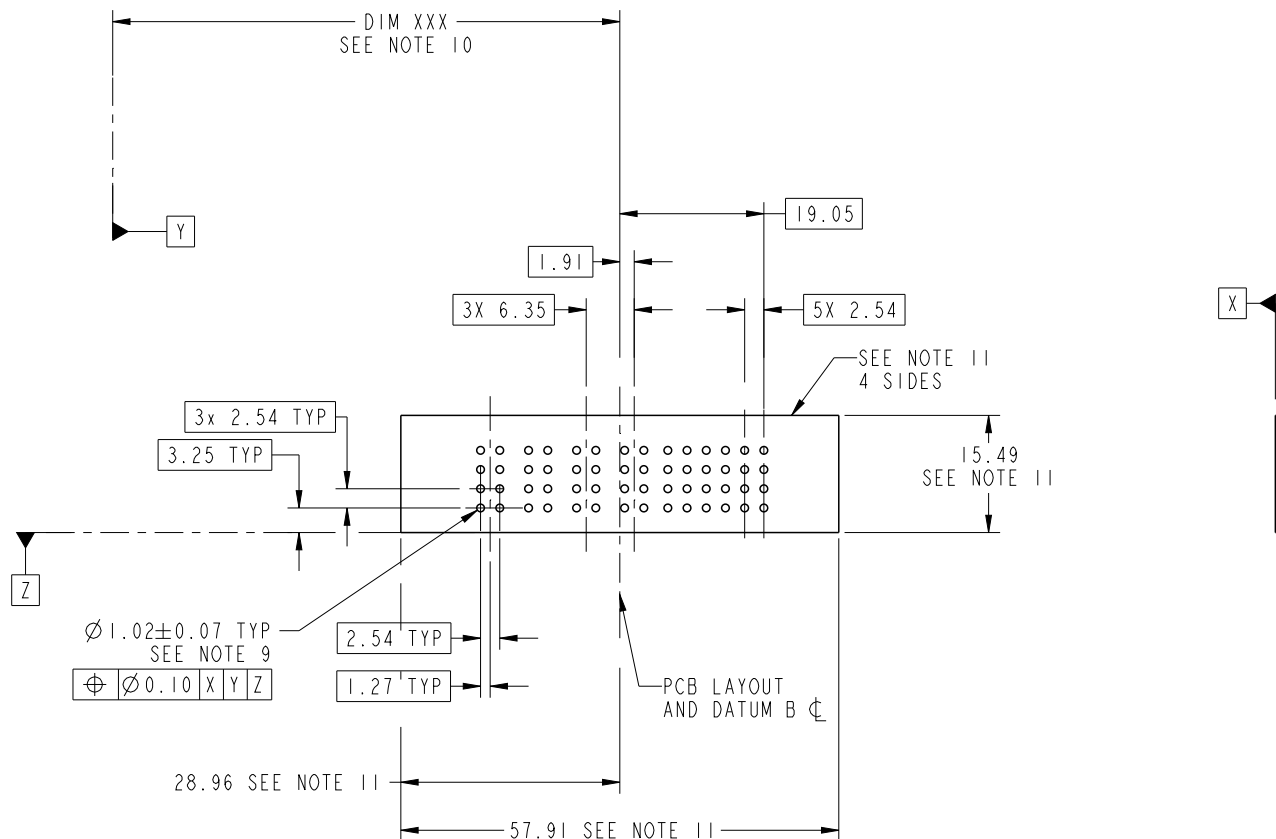 DIM XXX
SEE NOTE 10
Y
19.05
1.91
3X 6.35
5X 2.54
X
SEE NOTE 11
4 SIDES
3x 2.54 TYP
3.25 TYP
15.49
SEE NOTE 11
Z
Ø1.02±0.07 TYP
SEE NOTE 9
⌖ Ø0.10 X Y Z
2.54 TYP
1.27 TYP
PCB LAYOUT
AND DATUM B ℄
28.96 SEE NOTE 11
57.91 SEE NOTE 11